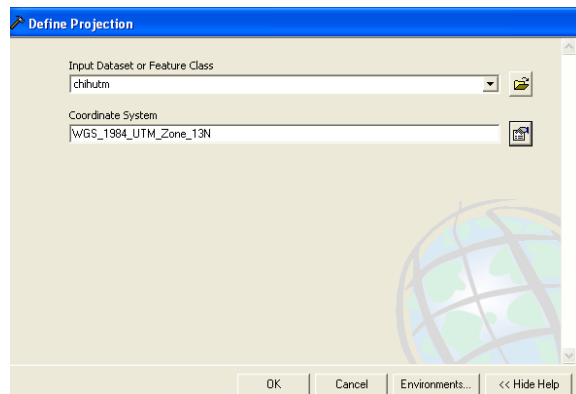 Define Projection
Input Dataset or Feature Class
chihutm
Coordinate System
WGS_1984_UTM_Zone_13N
OK Cancel Environments... << Hide Help